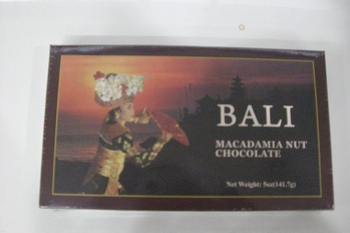 BALI
MACADAMIA NUT
CHOCOLATE
Net Weight: 5oz(141.7g)